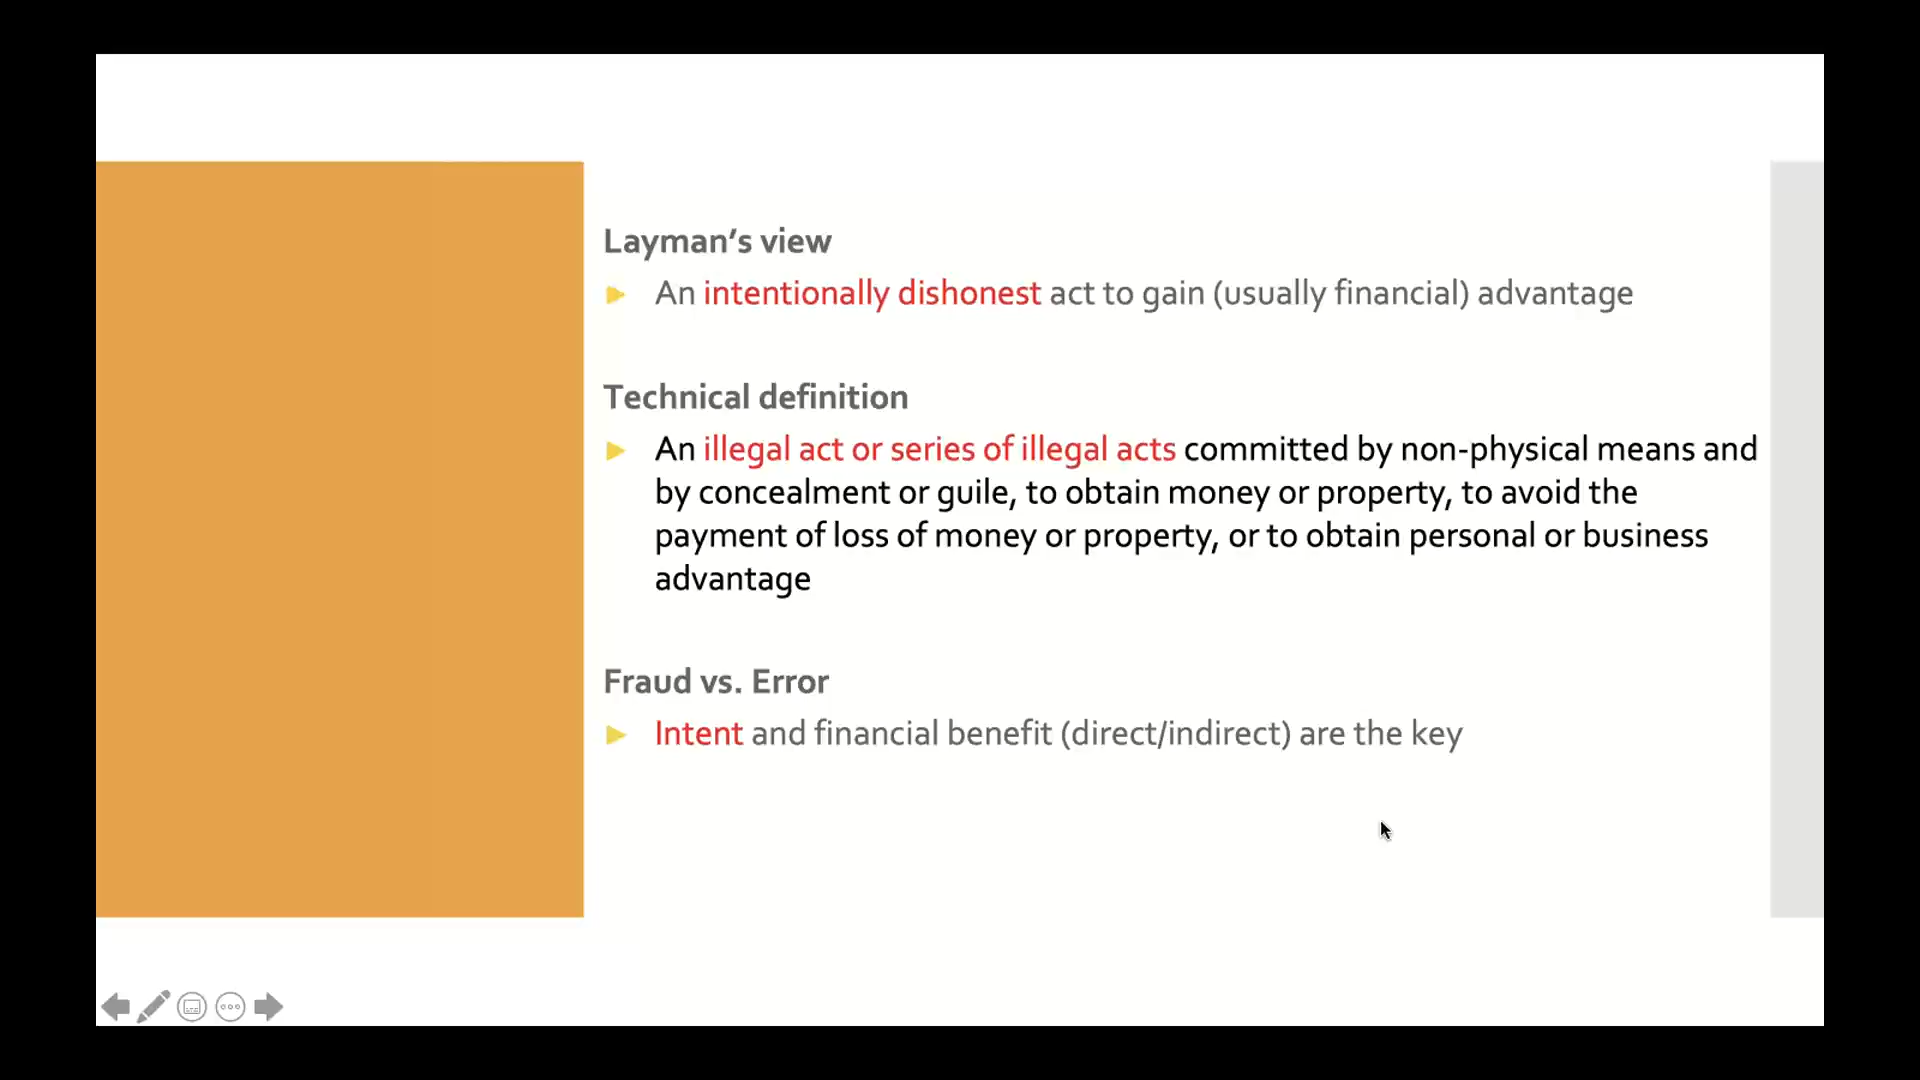 Layman's view
An intentionally dishonest act to gain (usually financial) advantage
Technical definition
An illegal act or series of illegal acts committed by non-physical means and
by concealment or guile, to obtain money or property, to avoid the
payment of loss of money or property, or to obtain personal or business
advantage
Fraud vs. Error
Intent and financial benefit (direct/indirect) are the key